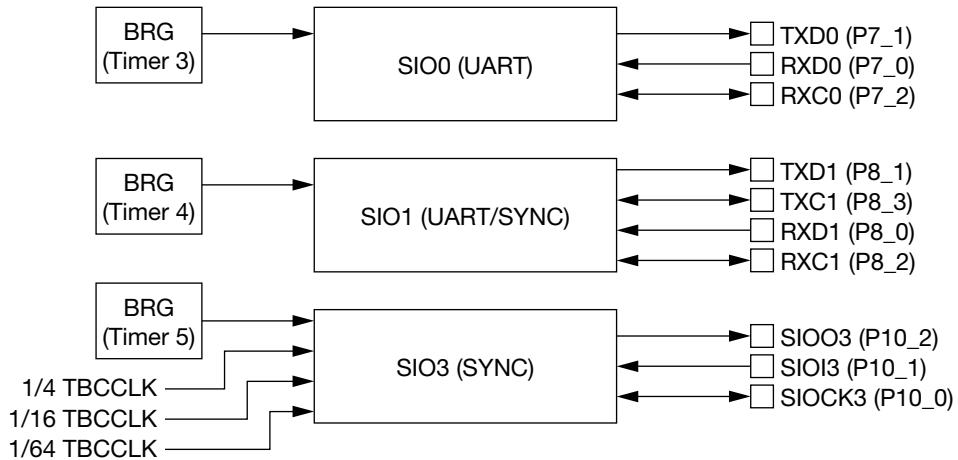 BRG
(Timer 3)
SIO0 (UART)
TXD0 (P7_1)
RXD0 (P7_0)
RXC0 (P7_2)
BRG
(Timer 4)
SIO1 (UART/SYNC)
TXD1 (P8_1)
TXC1 (P8_3)
RXD1 (P8_0)
RXC1 (P8_2)
BRG
(Timer 5)
SIO3 (SYNC)
SIOO3 (P10_2)
SIOI3 (P10_1)
SIOCK3 (P10_0)
1/4 TBCCLK
1/16 TBCCLK
1/64 TBCCLK